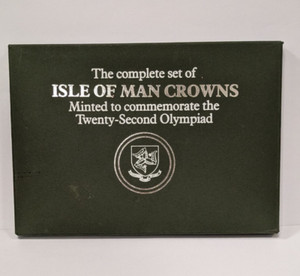 The complete set of
ISLE OF MAN CROWNS
Minted to commemorate the
Twenty-Second Olympiad